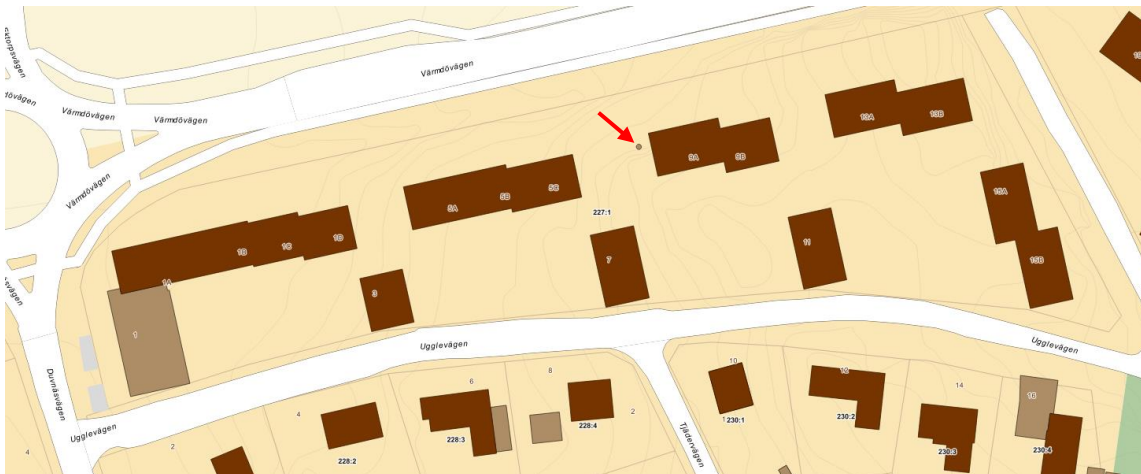 Värmdövägen
Värmdövägen
Värmdövägen
Värmdövägen
13A
13B
9A
9B
5A
5B
5C
227:1
15A
15B
1B
1C
1D
1A
11
7
3
1
Ugglevägen
Ugglevägen
Duvnäsvägen
Ugglevägen
Tjädervägen
10
12
14
16
6
8
4
2
2
4
228:2
228:3
228:4
230:1
230:2
230:3
230:4